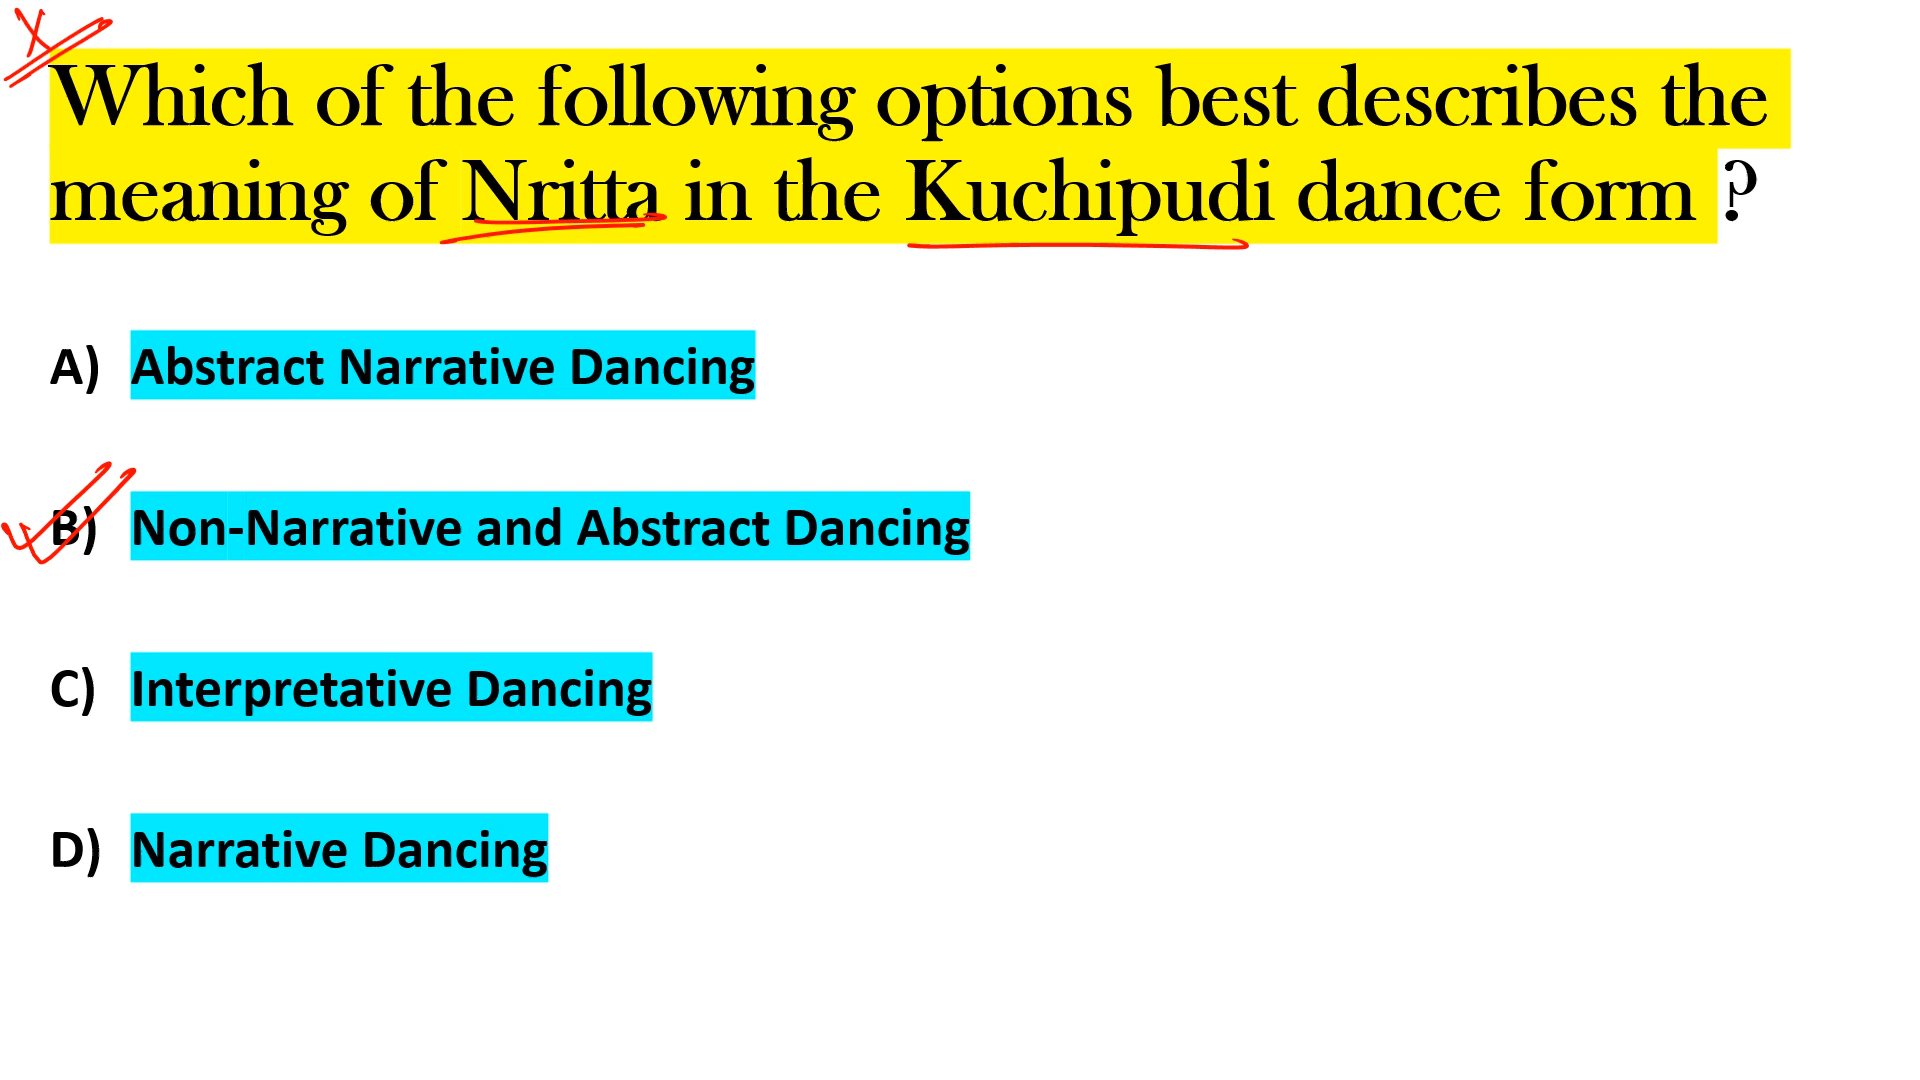 X
Which of the following options best describes the
meaning of Nritta in the Kuchipudi dance form ?
A) Abstract Narrative Dancing
B) Non-Narrative and Abstract Dancing
C) Interpretative Dancing
D) Narrative Dancing